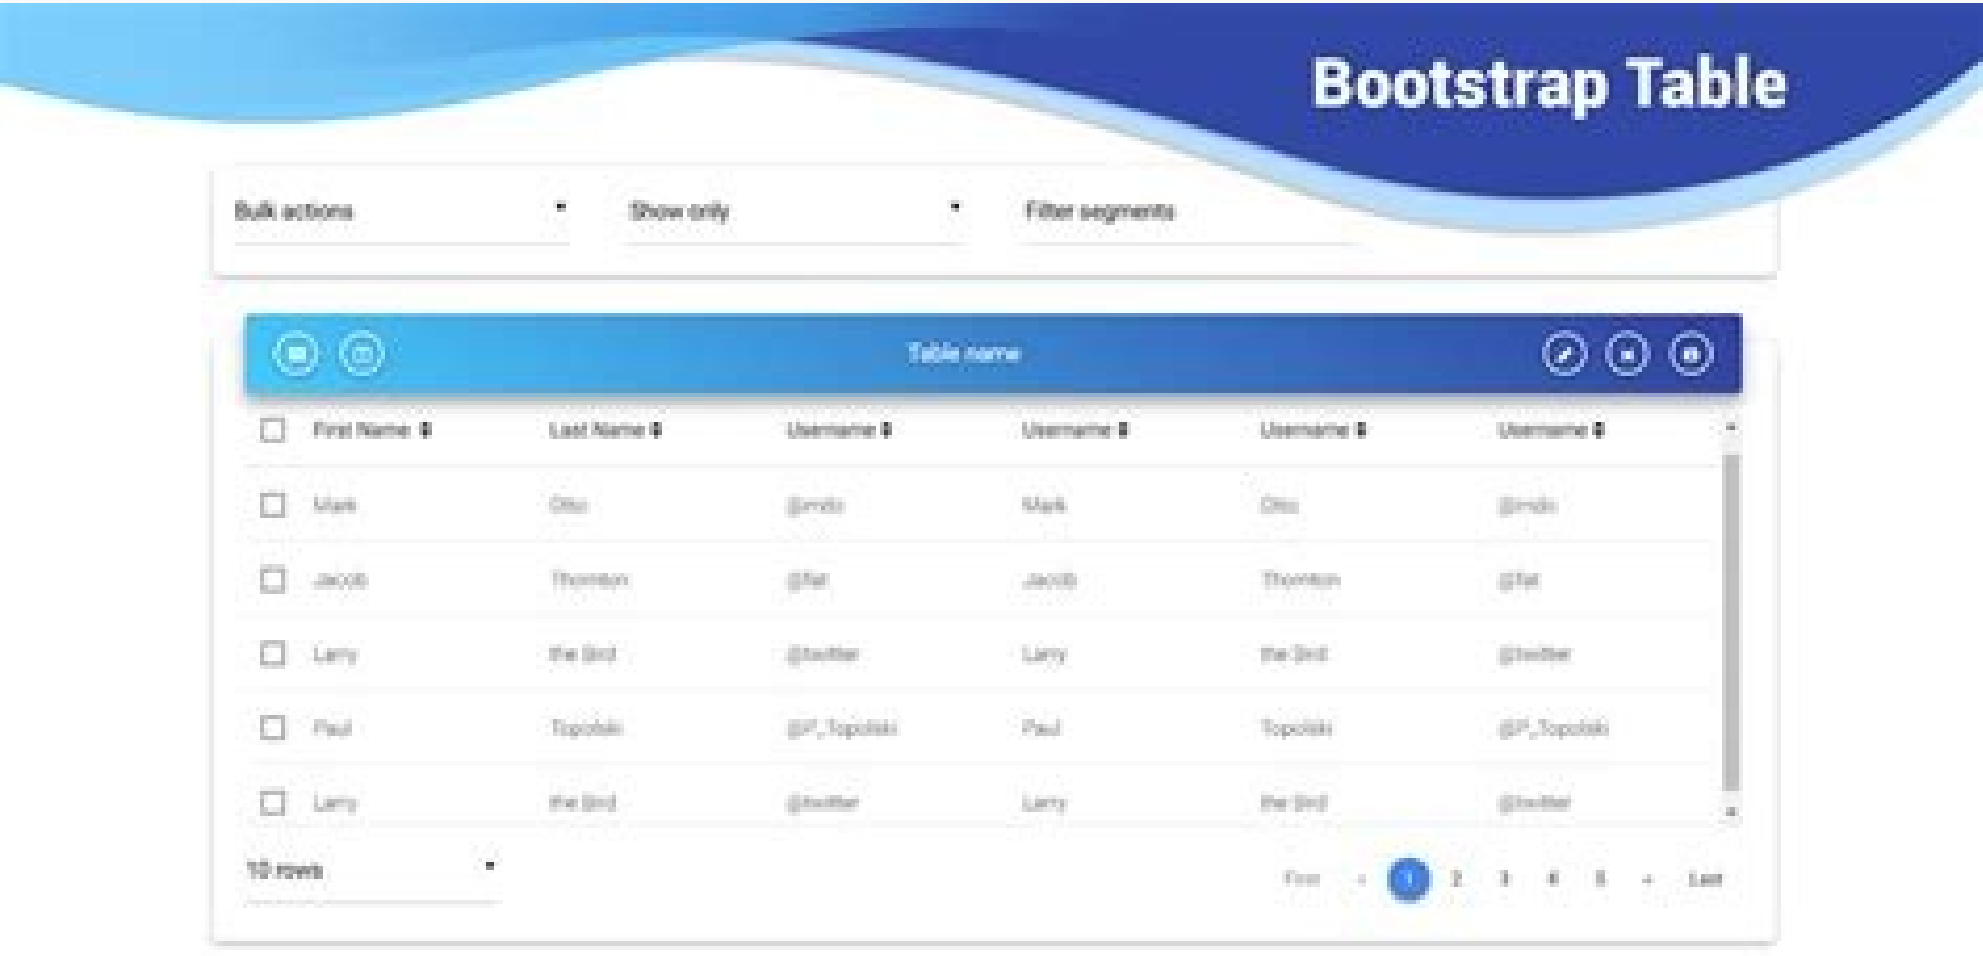 Bootstrap Table
Bulk actions Show only Filter segments
Table name
First Name Last Name Username Username Username Username
Mark Otto @mdo Mark Otto @mdo
Jacob Thornton @fat Jacob Thornton @fat
Larry the Bird @twitter Larry the Bird @twitter
Paul Topolski @P_Topolski Paul Topolski @P_Topolski
Larry the Bird @twitter Larry the Bird @twitter
10 rows
First « 1 2 3 4 5 » Last